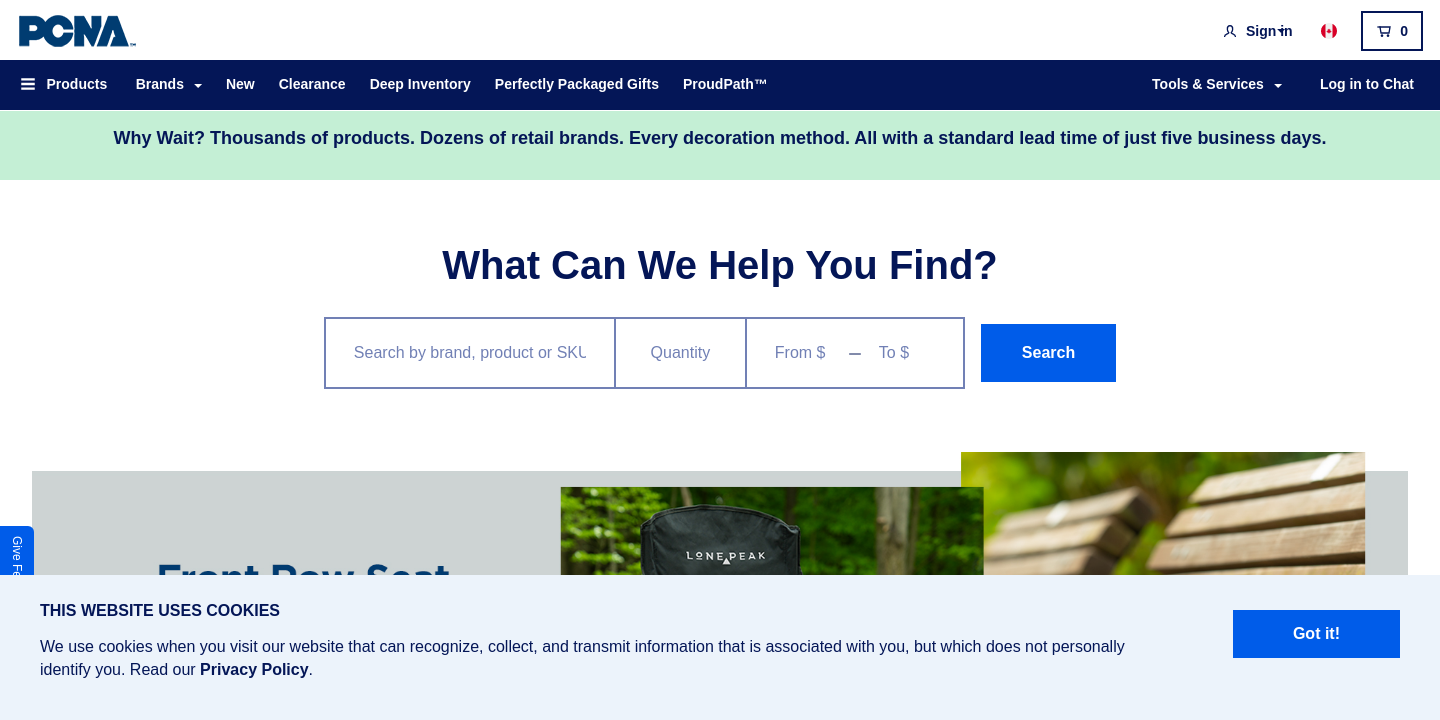 PCNA™
Sign in
0
Products
Brands
New
Clearance
Deep Inventory
Perfectly Packaged Gifts
ProudPath™
Tools & Services
Log in to Chat
Why Wait? Thousands of products. Dozens of retail brands. Every decoration method. All with a standard lead time of just five business days.
What Can We Help You Find?
Search by brand, product or SKU
Quantity
From $
To $
Search
LONE PEAK
Front Row Seat
Give Fe
THIS WEBSITE USES COOKIES
We use cookies when you visit our website that can recognize, collect, and transmit information that is associated with you, but which does not personally
identify you. Read our Privacy Policy.
Got it!